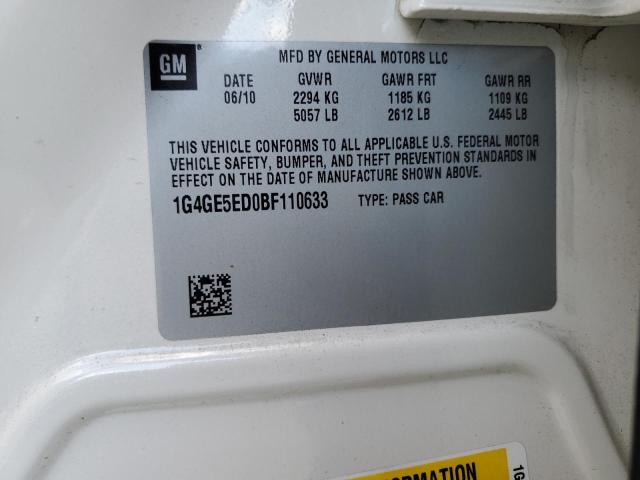 GM
MFD BY GENERAL MOTORS LLC
DATE GVWR GAWR FRT GAWR RR
06/10 2294 KG 1185 KG 1109 KG
5057 LB 2612 LB 2445 LB
THIS VEHICLE CONFORMS TO ALL APPLICABLE U.S. FEDERAL MOTOR
VEHICLE SAFETY, BUMPER, AND THEFT PREVENTION STANDARDS IN
EFFECT ON THE DATE OF MANUFACTURE SHOWN ABOVE.
1G4GE5ED0BF110633 TYPE: PASS CAR
1G